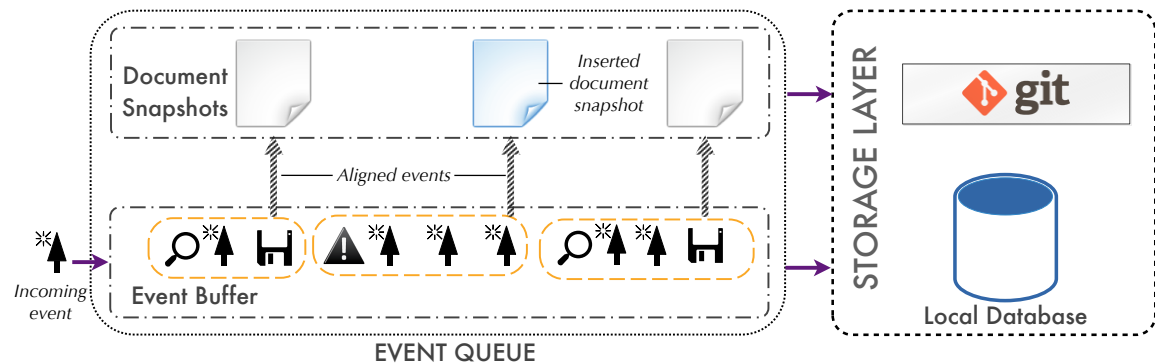 Document
Snapshots
Inserted
document
snapshot
Aligned events
Incoming
event
Event Buffer
EVENT QUEUE
STORAGE LAYER
git
Local Database